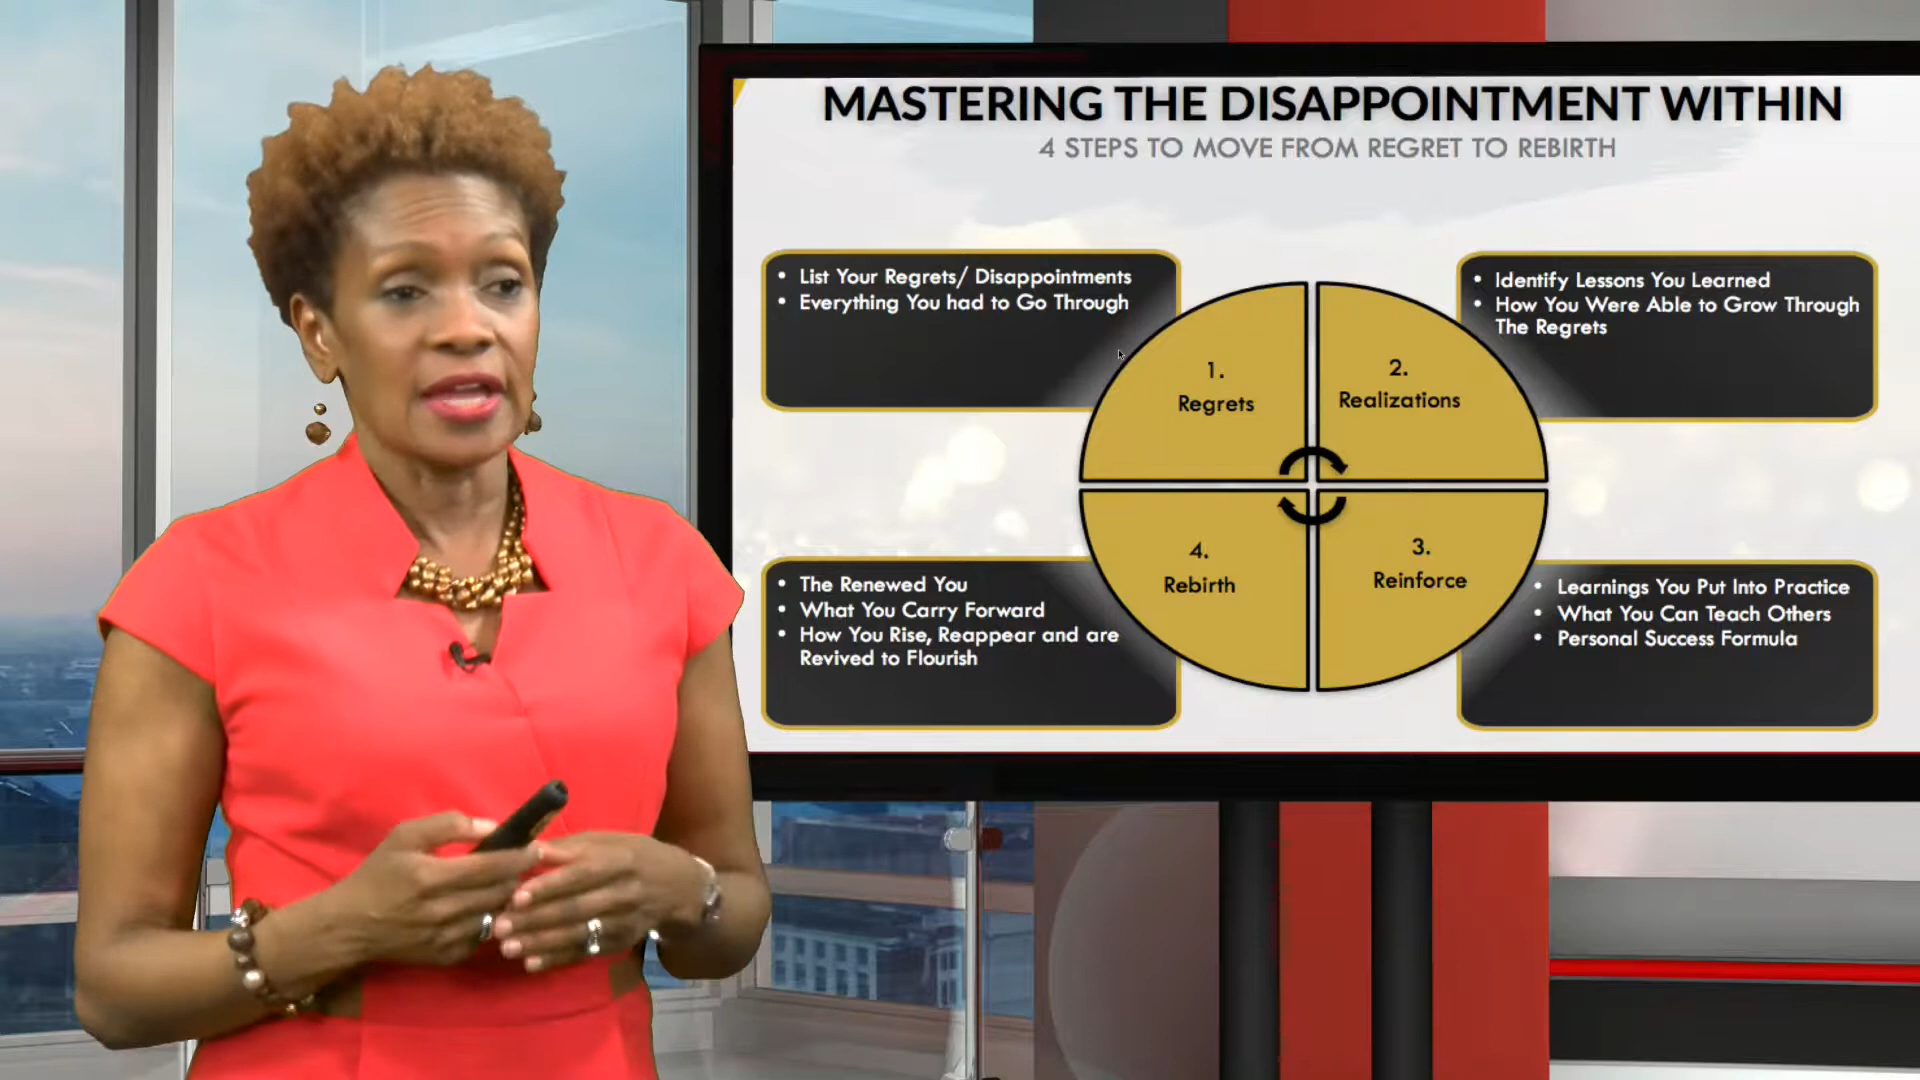 MASTERING THE DISAPPOINTMENT WITHIN
4 STEPS TO MOVE FROM REGRET TO REBIRTH
• List Your Regrets/ Disappointments
• Everything You had to Go Through
• Identify Lessons You Learned
• How You Were Able to Grow Through
The Regrets
1.
Regrets
2.
Realizations
4.
Rebirth
3.
Reinforce
• The Renewed You
• What You Carry Forward
• How You Rise, Reappear and are
Revived to Flourish
• Learnings You Put Into Practice
• What You Can Teach Others
• Personal Success Formula